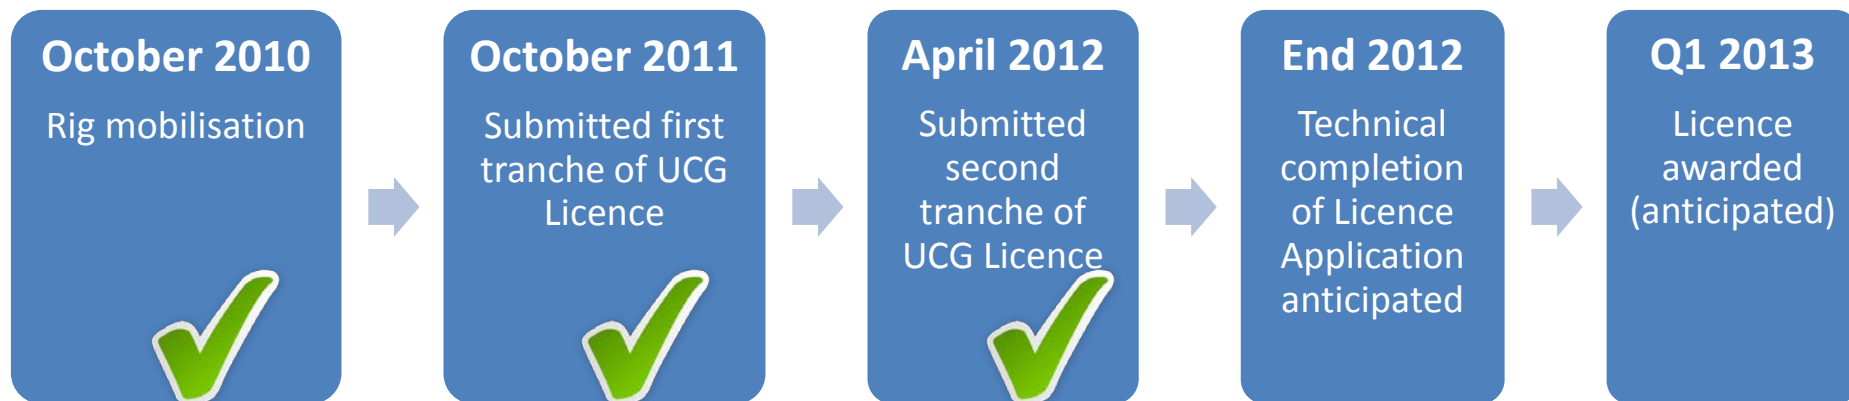 October 2010
Rig mobilisation
October 2011
Submitted first
tranche of UCG
Licence
April 2012
Submitted
second
tranche of
UCG Licence
End 2012
Technical
completion
of Licence
Application
anticipated
Q1 2013
Licence
awarded
(anticipated)